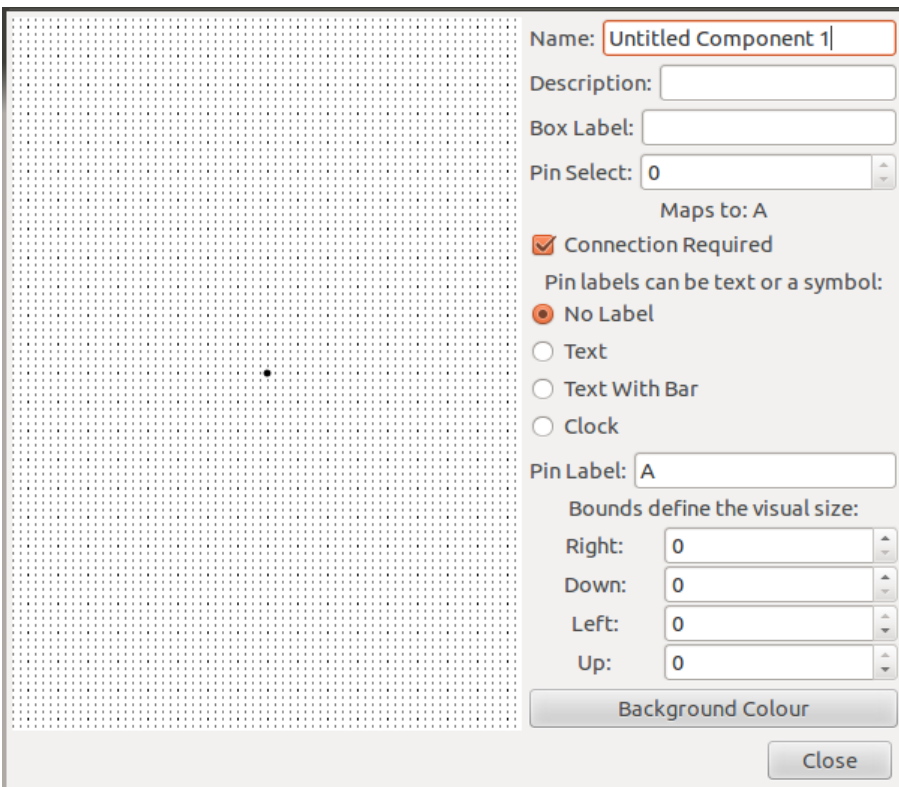 Name: Untitled Component 1
Description:
Box Label:
Pin Select: 0
Maps to: A
Connection Required
Pin labels can be text or a symbol:
No Label
Text
Text With Bar
Clock
Pin Label: A
Bounds define the visual size:
Right: 0
Down: 0
Left: 0
Up: 0
Background Colour
Close